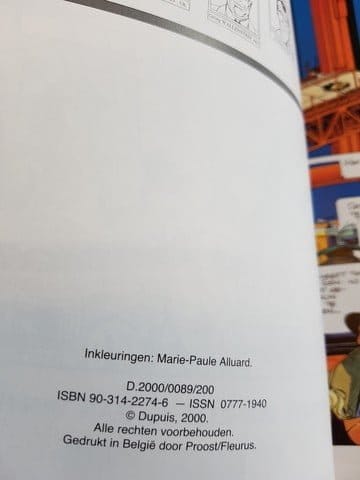 Inkleuringen: Marie-Paule Alluard.
D.2000/0089/200
ISBN 90-314-2274-6 — ISSN 0777-1940
© Dupuis, 2000.
Alle rechten voorbehouden.
Gedrukt in België door Proost/Fleurus.